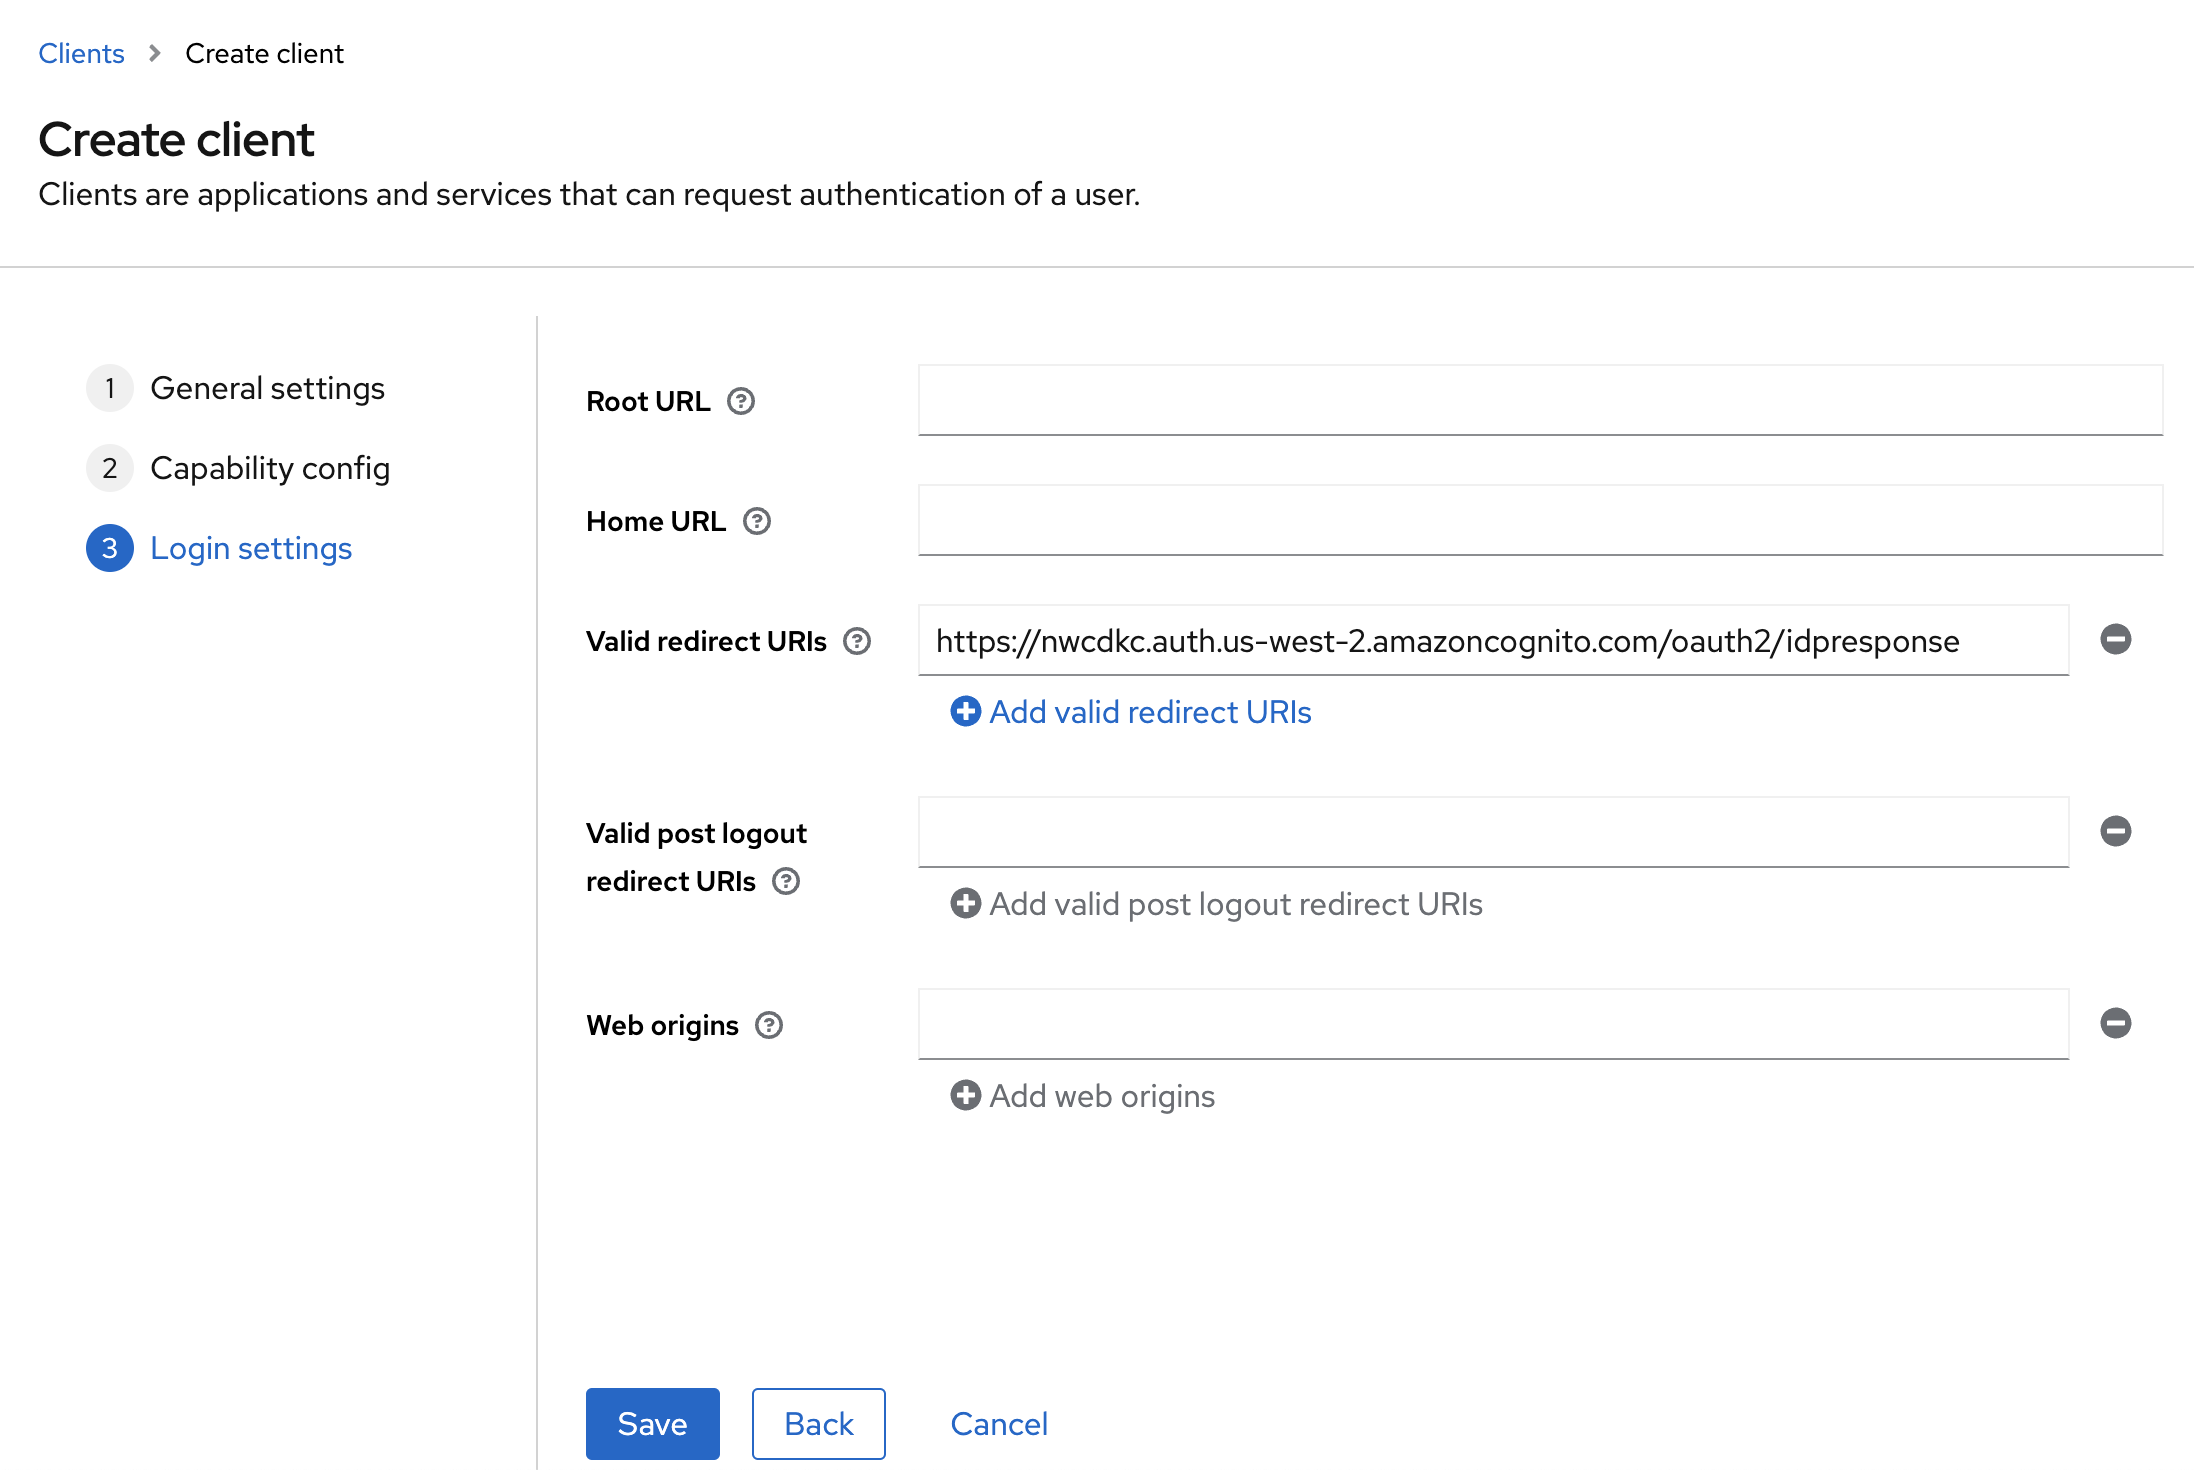 Clients > Create client
Create client
Clients are applications and services that can request authentication of a user.
1 General settings
2 Capability config
3 Login settings
Root URL ?
Home URL ?
Valid redirect URIs ? https://nwcdkc.auth.us-west-2.amazoncognito.com/oauth2/idpresponse
Add valid redirect URIs
Valid post logout
redirect URIs ?
Add valid post logout redirect URIs
Web origins ?
Add web origins
Save Back Cancel